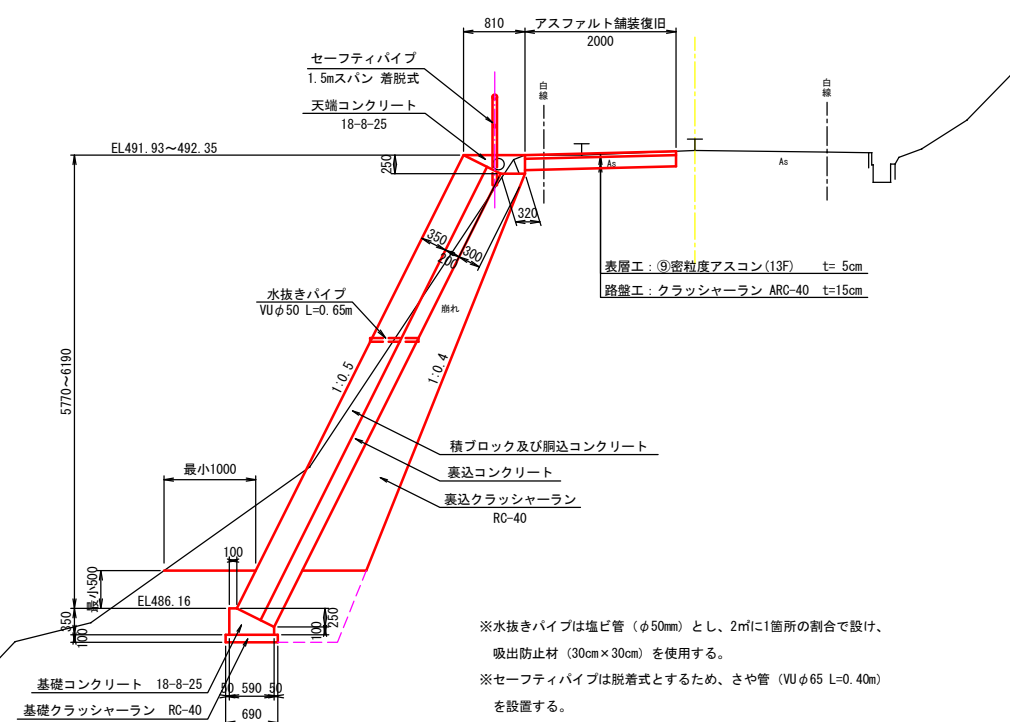 810
アスファルト舗装復旧
2000
セーフティパイプ
1.5mスパン 着脱式
天端コンクリート
18-8-25
白線
白線
EL491.93~492.35
250
As
As
320
350
200
300
表層工:⑨密粒度アスコン(13F) t= 5cm
路盤工:クラッシャーラン ARC-40 t=15cm
水抜きパイプ
VUφ50 L=0.65m
崩れ
5770~6190
1:0.5
1:0.4
積ブロック及び胴込コンクリート
裏込コンクリート
裏込クラッシャーラン
RC-40
最小1000
100
最小500
EL486.16
350
100
250
100
基礎コンクリート 18-8-25
基礎クラッシャーラン RC-40
50 590 50
690
※水抜きパイプは塩ビ管(φ50mm)とし、2㎡に1箇所の割合で設け、
吸出防止材(30cm×30cm)を使用する。
※セーフティパイプは脱着式とするため、さや管(VUφ65 L=0.40m)
を設置する。